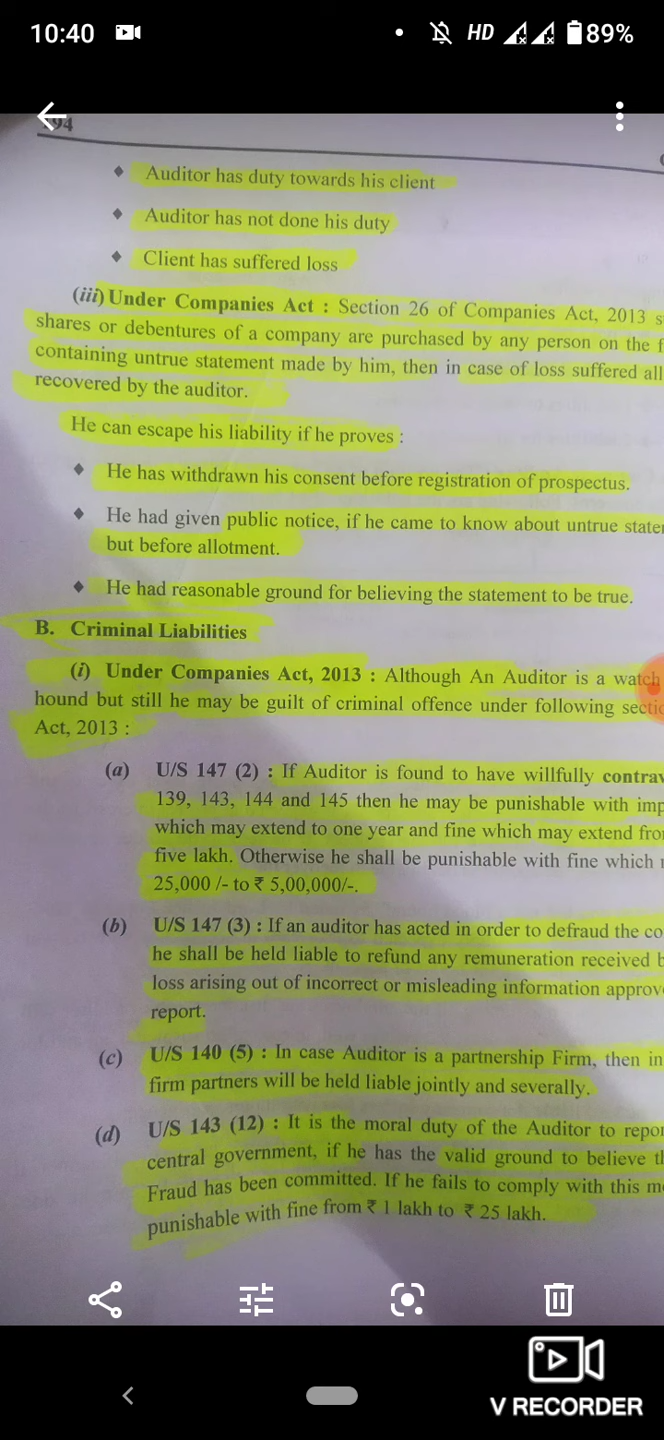 10:40 HD 89%
94
♦ Auditor has duty towards his client
♦ Auditor has not done his duty
♦ Client has suffered loss
(iii) Under Companies Act : Section 26 of Companies Act, 2013 s
shares or debentures of a company are purchased by any person on the f
containing untrue statement made by him, then in case of loss suffered all
recovered by the auditor.
He can escape his liability if he proves :
♦ He has withdrawn his consent before registration of prospectus.
♦ He had given public notice, if he came to know about untrue state
but before allotment.
♦ He had reasonable ground for believing the statement to be true.
B. Criminal Liabilities
(i) Under Companies Act, 2013 : Although An Auditor is a watch
hound but still he may be guilt of criminal offence under following sectio
Act, 2013 :
(a) U/S 147 (2) : If Auditor is found to have willfully contrav
139, 143, 144 and 145 then he may be punishable with imp
which may extend to one year and fine which may extend fro
five lakh. Otherwise he shall be punishable with fine which
25,000 /- to ₹ 5,00,000/-.
(b) U/S 147 (3) : If an auditor has acted in order to defraud the co
he shall be held liable to refund any remuneration received b
loss arising out of incorrect or misleading information approv
report.
(c) U/S 140 (5) : In case Auditor is a partnership Firm, then in
firm partners will be held liable jointly and severally.
(d) U/S 143 (12) : It is the moral duty of the Auditor to repor
central government, if he has the valid ground to believe th
Fraud has been committed. If he fails to comply with this m
punishable with fine from ₹ 1 lakh to ₹ 25 lakh.
V RECORDER